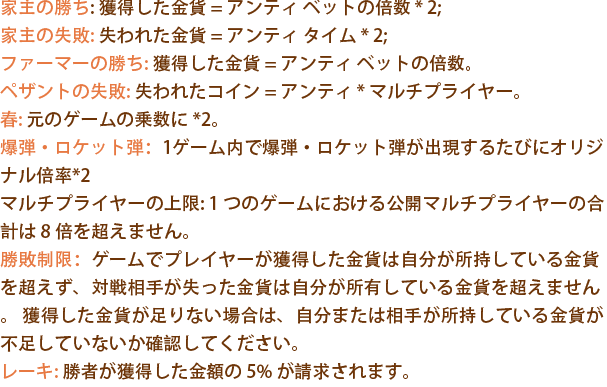 家主の勝ち: 獲得した金貨 = アンティ ベットの倍数 * 2;
家主の失敗: 失われた金貨 = アンティ タイム * 2;
ファーマーの勝ち: 獲得した金貨 = アンティ ベットの倍数。
ペザントの失敗: 失われたコイン = アンティ * マルチプライヤー。
春: 元のゲームの乗数に *2。
爆弾・ロケット弾：1ゲーム内で爆弾・ロケット弾が出現するたびにオリジ
ナル倍率*2
マルチプライヤーの上限: 1 つのゲームにおける公開マルチプライヤーの合
計は 8 倍を超えません。
勝敗制限：ゲームでプレイヤーが獲得した金貨は自分が所持している金貨
を超えず、対戦相手が失った金貨は自分が所有している金貨を超えません
。獲得した金貨が足りない場合は、自分または相手が所持している金貨が
不足していないか確認してください。
レーキ: 勝者が獲得した金額の 5% が請求されます。